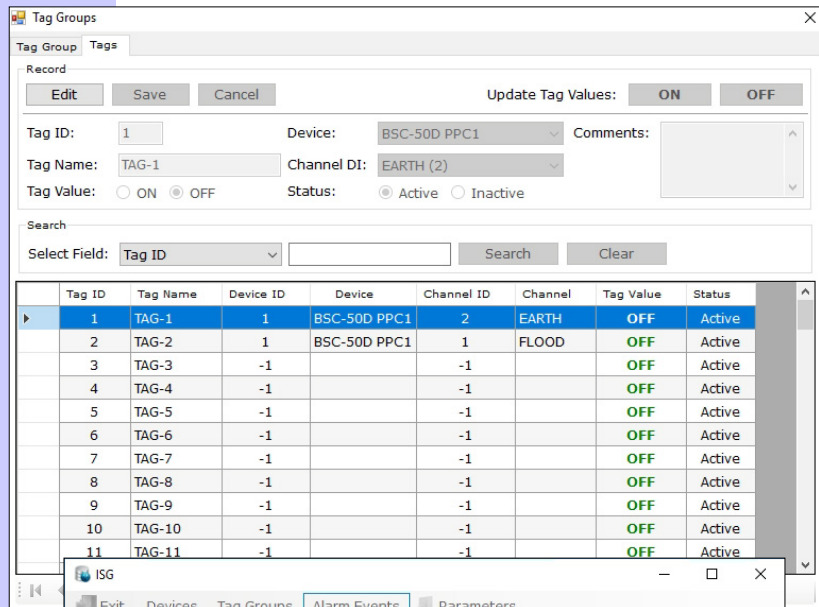 Tag Groups
Tag Group Tags
Record
Edit Save Cancel Update Tag Values: ON OFF
Tag ID: 1 Device: BSC-50D PPC1 Comments:
Tag Name: TAG-1 Channel DI: EARTH (2)
Tag Value: ON OFF Status: Active Inactive
Search
Select Field: Tag ID Search Clear
Tag ID Tag Name Device ID Device Channel ID Channel Tag Value Status
1 TAG-1 1 BSC-50D PPC1 2 EARTH OFF Active
2 TAG-2 1 BSC-50D PPC1 1 FLOOD OFF Active
3 TAG-3 -1 -1 OFF Active
4 TAG-4 -1 -1 OFF Active
5 TAG-5 -1 -1 OFF Active
6 TAG-6 -1 -1 OFF Active
7 TAG-7 -1 -1 OFF Active
8 TAG-8 -1 -1 OFF Active
9 TAG-9 -1 -1 OFF Active
10 TAG-10 -1 -1 OFF Active
11 TAG-11 -1 -1 OFF Active
ISG
Exit Devices Tag Groups Alarm Events Parameters